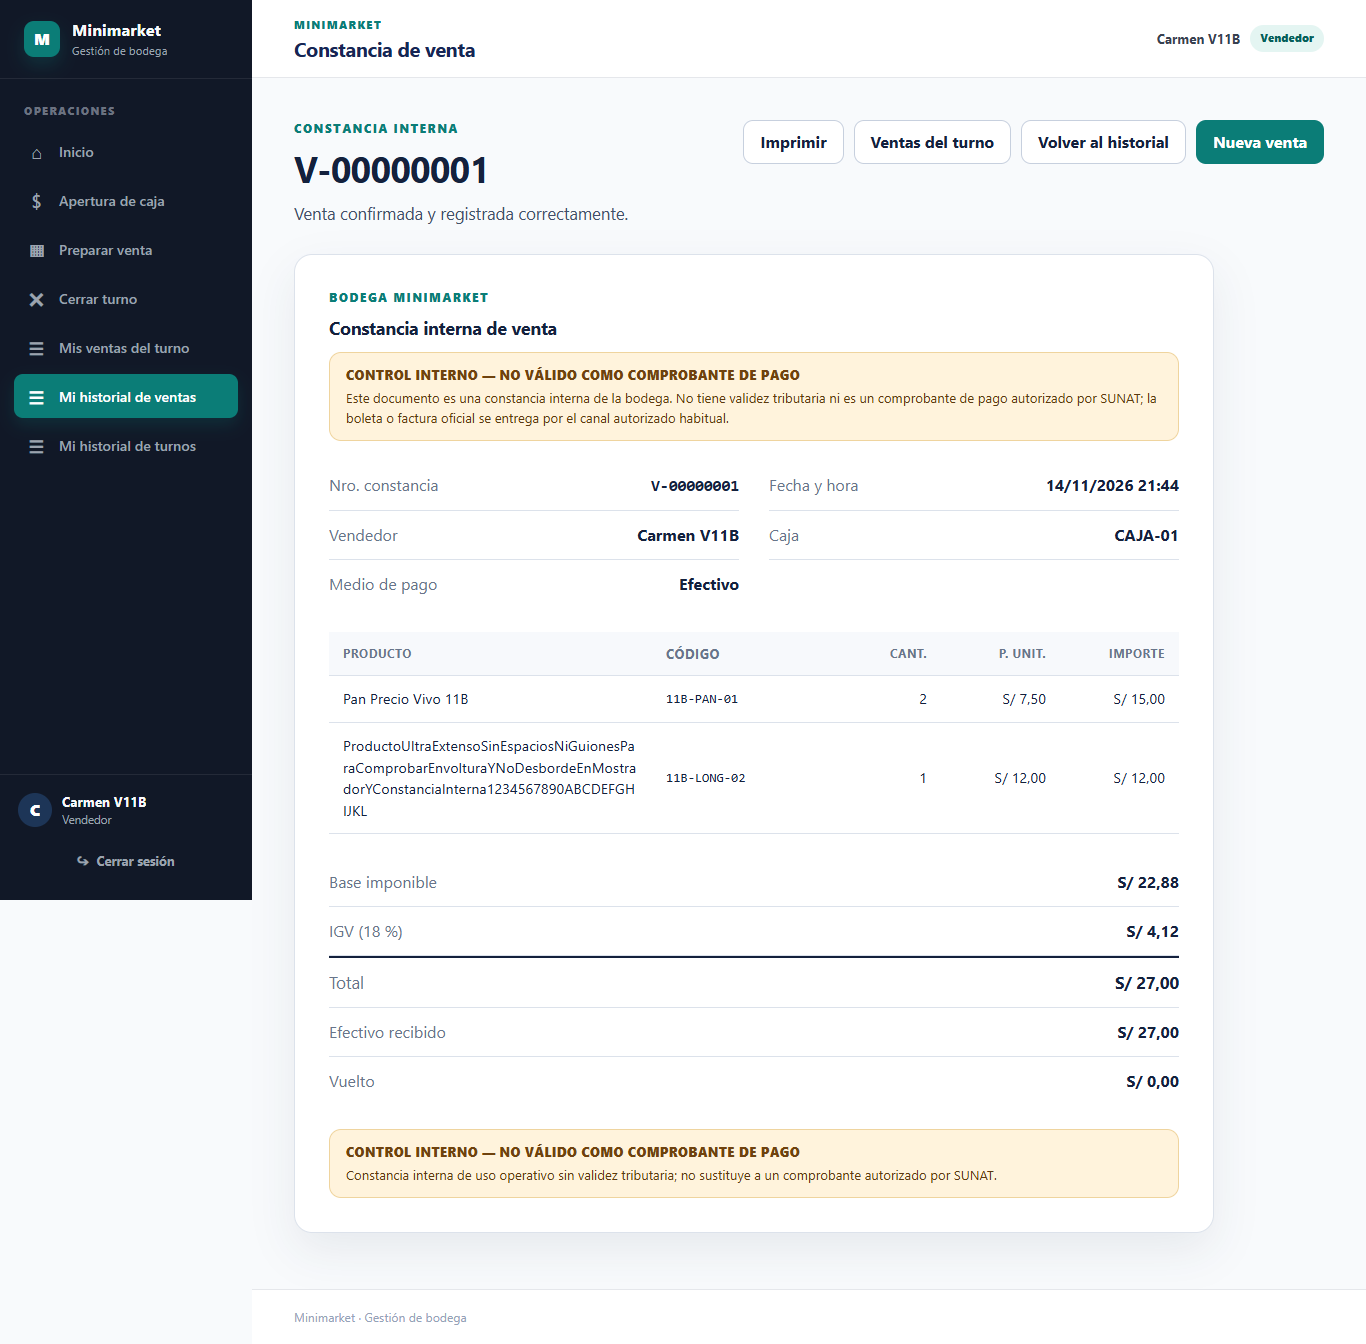 M
Minimarket
Gestión de bodega
OPERACIONES
Inicio
$ Apertura de caja
Preparar venta
Cerrar turno
Mis ventas del turno
Mi historial de ventas
Mi historial de turnos
C
Carmen V11B
Vendedor
Cerrar sesión
MINIMARKET
Constancia de venta
Carmen V11B Vendedor
CONSTANCIA INTERNA
V-00000001
Venta confirmada y registrada correctamente.
Imprimir Ventas del turno Volver al historial Nueva venta
BODEGA MINIMARKET
Constancia interna de venta
CONTROL INTERNO — NO VÁLIDO COMO COMPROBANTE DE PAGO
Este documento es una constancia interna de la bodega. No tiene validez tributaria ni es un comprobante de pago autorizado por SUNAT; la
boleta o factura oficial se entrega por el canal autorizado habitual.
Nro. constancia V-00000001 Fecha y hora 14/11/2026 21:44
Vendedor Carmen V11B Caja CAJA-01
Medio de pago Efectivo
PRODUCTO CÓDIGO CANT. P. UNIT. IMPORTE
Pan Precio Vivo 11B 11B-PAN-01 2 S/ 7,50 S/ 15,00
ProductoUltraExtensoSinEspaciosNiGuionesPa
raComprobarEnvolturaYNoDesbordeEnMostra
dorYConstanciaInterna1234567890ABCDEFGH
IJKL
11B-LONG-02 1 S/ 12,00 S/ 12,00
Base imponible S/ 22,88
IGV (18 %) S/ 4,12
Total S/ 27,00
Efectivo recibido S/ 27,00
Vuelto S/ 0,00
CONTROL INTERNO — NO VÁLIDO COMO COMPROBANTE DE PAGO
Constancia interna de uso operativo sin validez tributaria; no sustituye a un comprobante autorizado por SUNAT.
Minimarket · Gestión de bodega